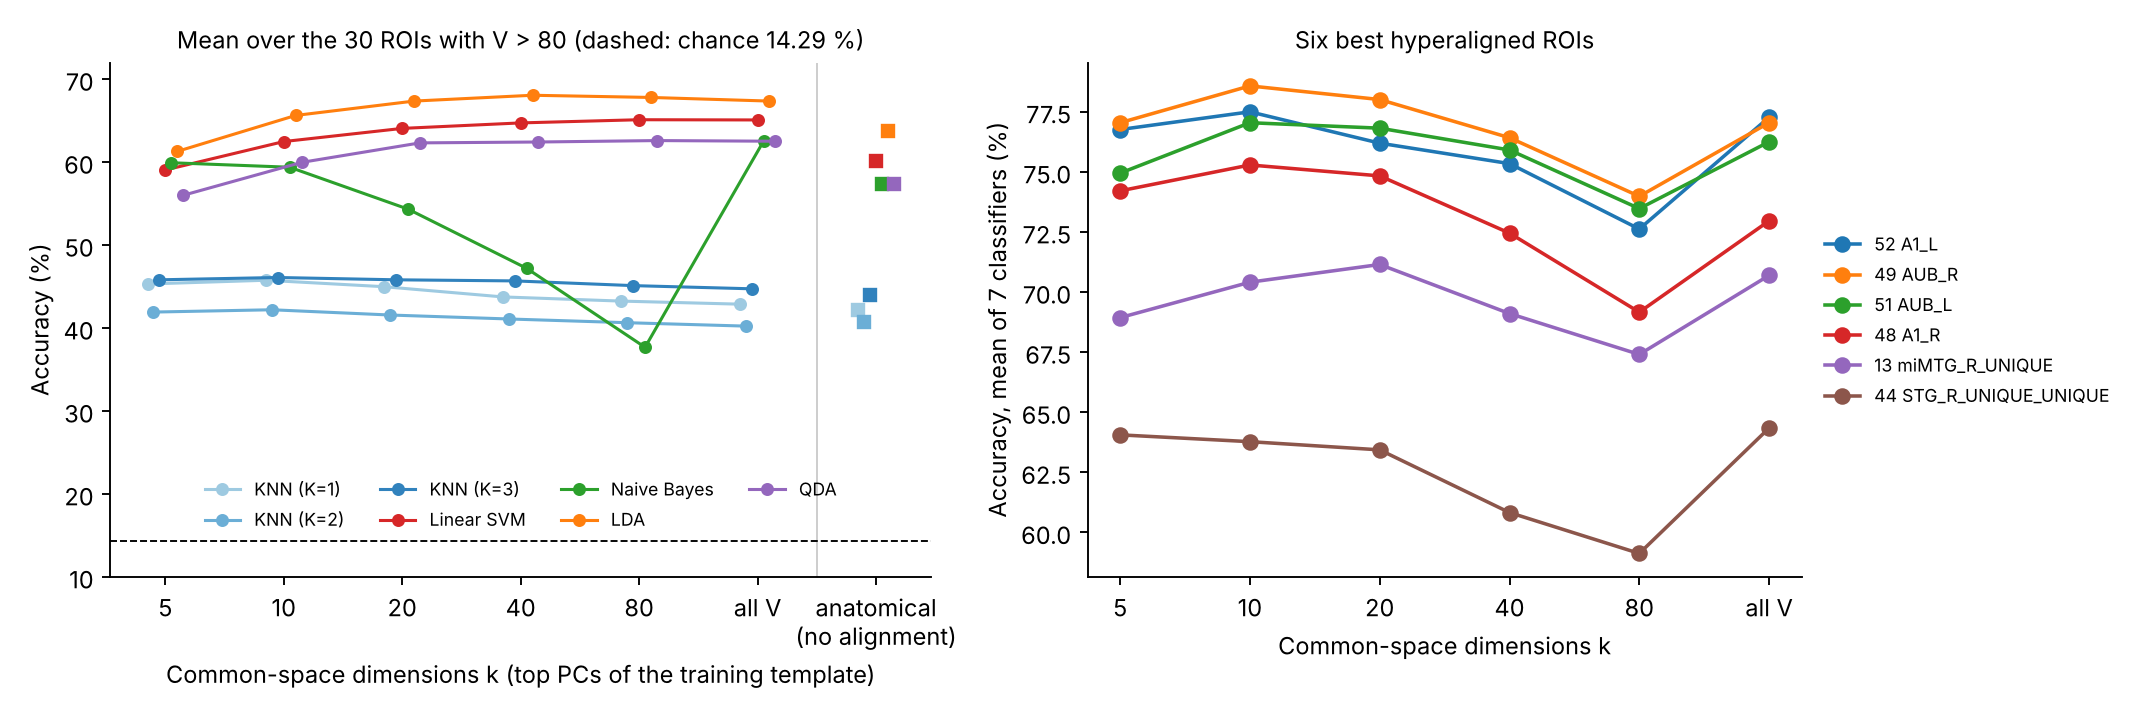 Mean over the 30 ROIs with V > 80 (dashed: chance 14.29 %)
Accuracy (%)
70
60
50
40
30
20
10
KNN (K=1)
KNN (K=2)
KNN (K=3)
Linear SVM
Naive Bayes
LDA
QDA
5
10
20
40
80
all V
anatomical
(no alignment)
Common-space dimensions k (top PCs of the training template)
Six best hyperaligned ROIs
Accuracy, mean of 7 classifiers (%)
77.5
75.0
72.5
70.0
67.5
65.0
62.5
60.0
5
10
20
40
80
all V
Common-space dimensions k
52 A1_L
49 AUB_R
51 AUB_L
48 A1_R
13 miMTG_R_UNIQUE
44 STG_R_UNIQUE_UNIQUE